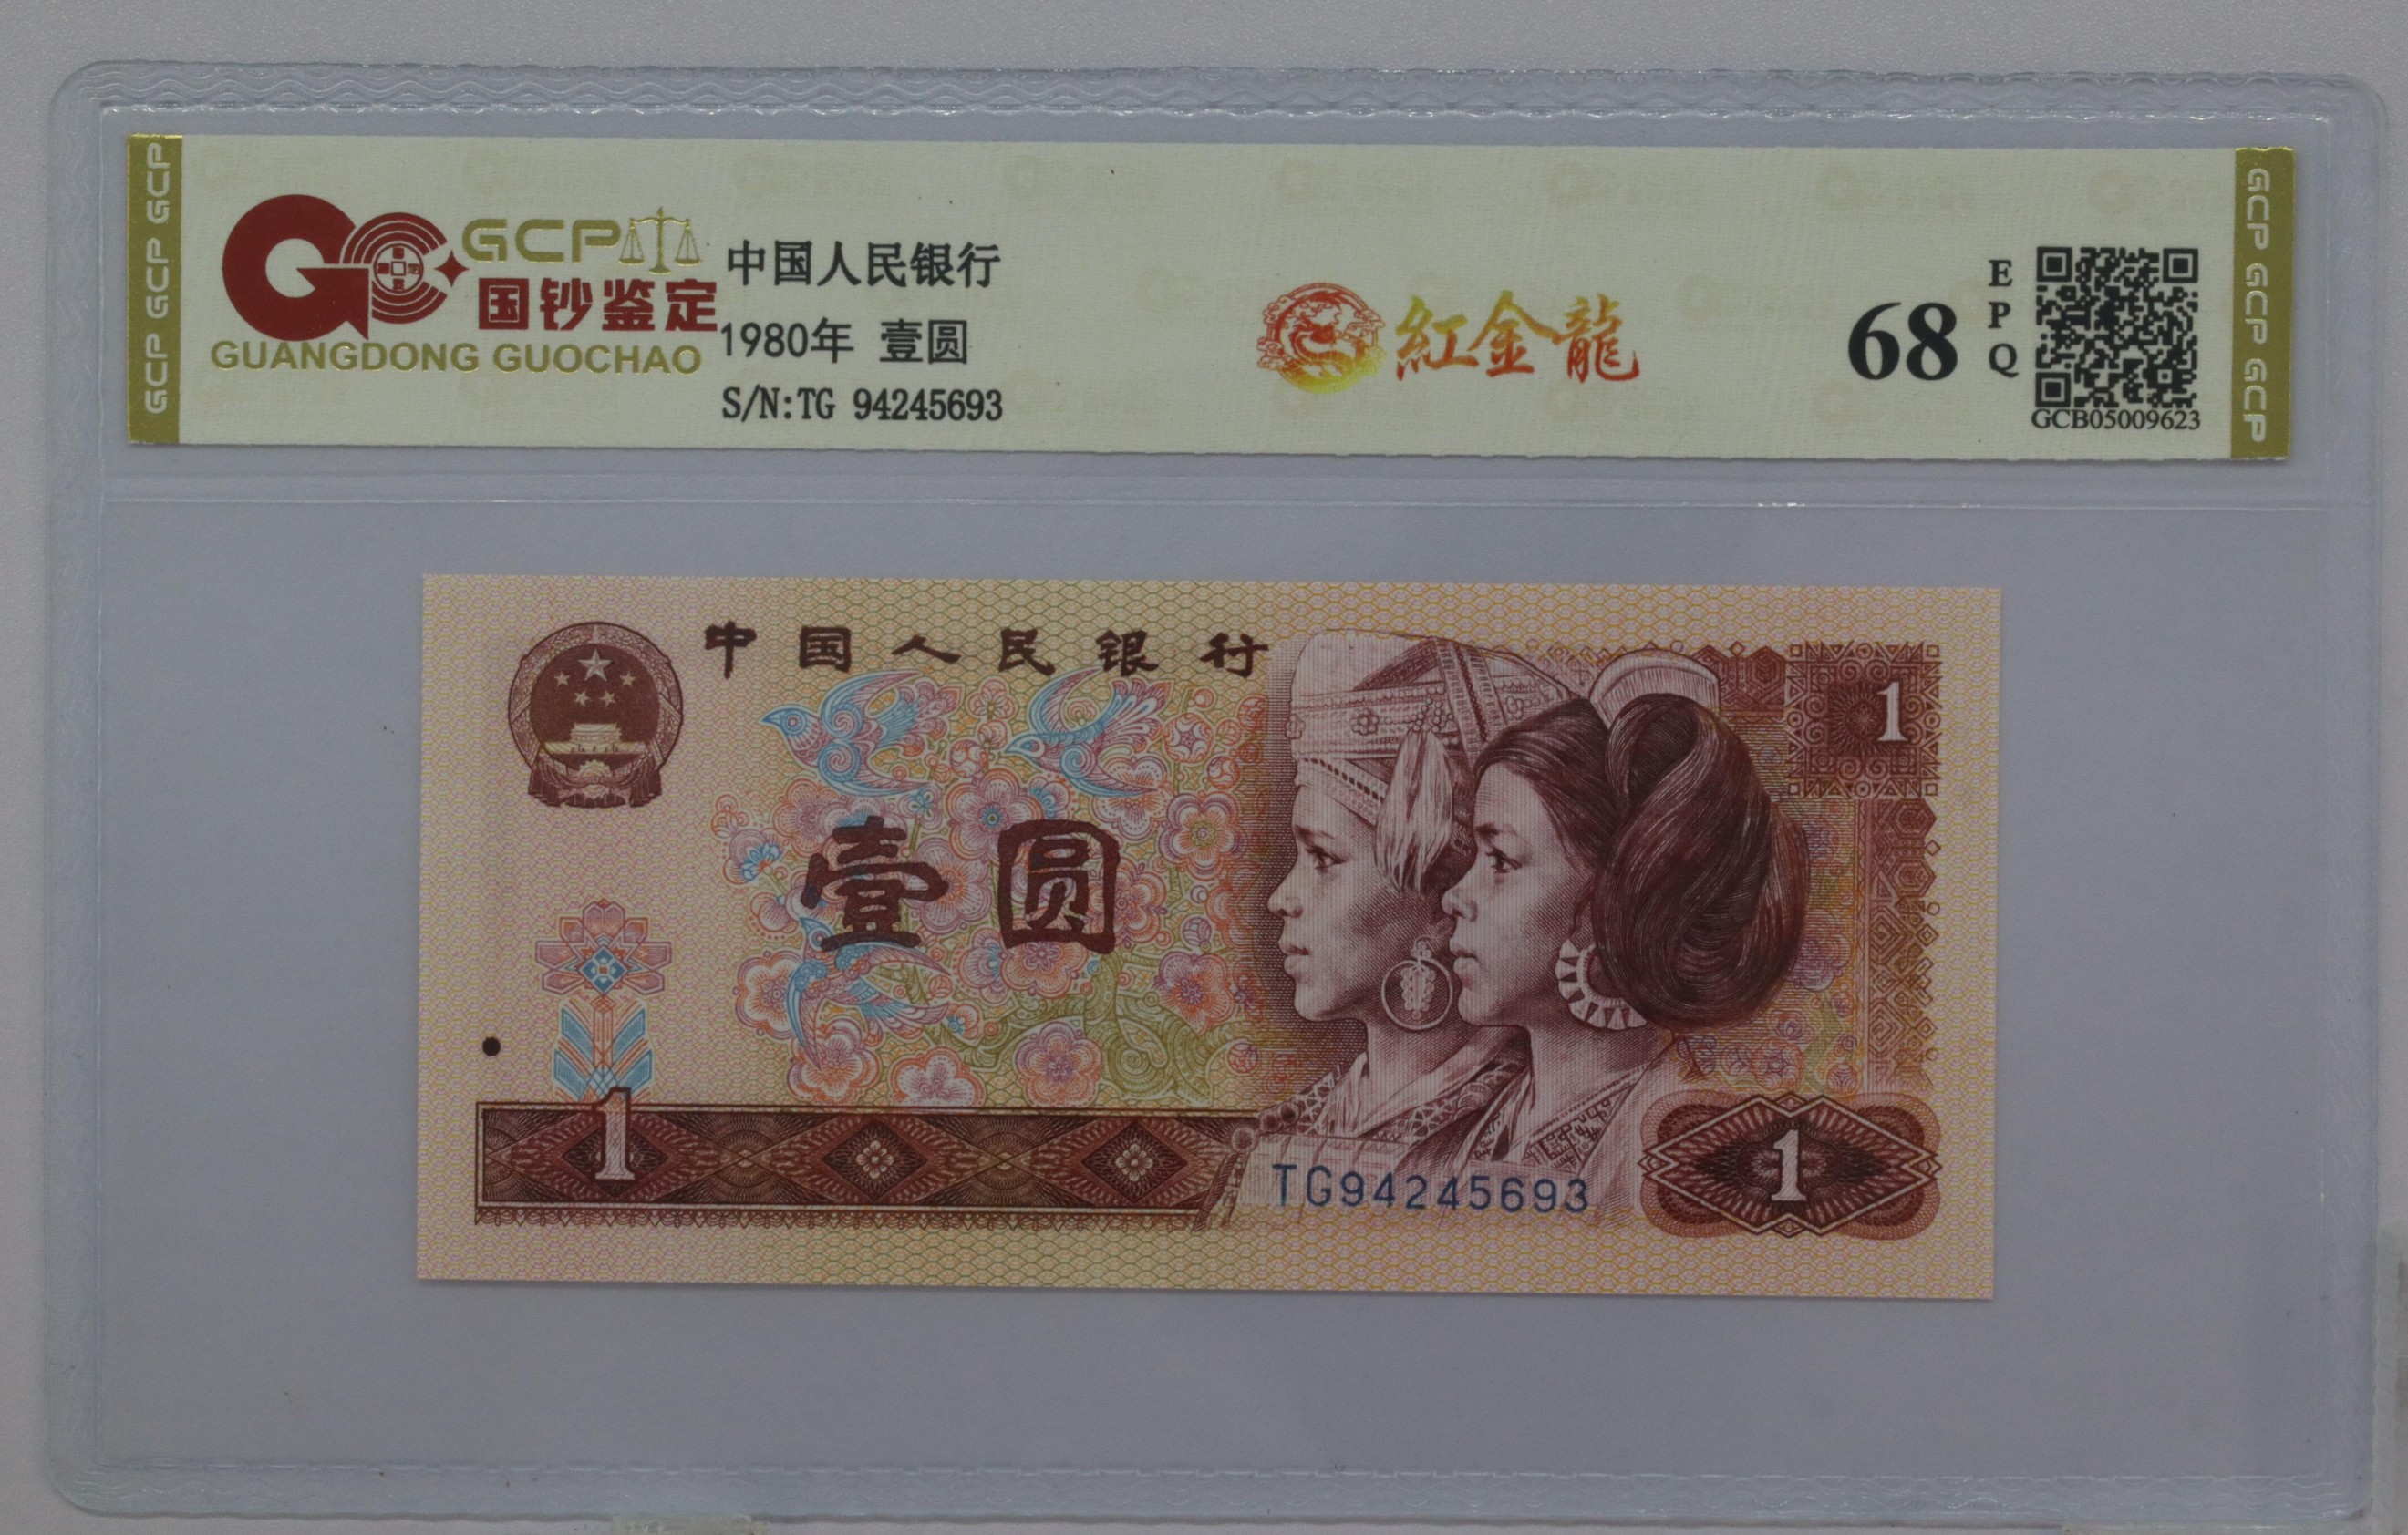 GCP GCP GCP
GCP
国钞鉴定
GUANGDONG GUOCHAO
中国人民银行
1980年 壹圆
S/N:TG 94245693
紅金龍
68
EPQ
GCB05009623
GCP GCP GCP
中国人民银行
1
壹圆
1
TG94245693
1